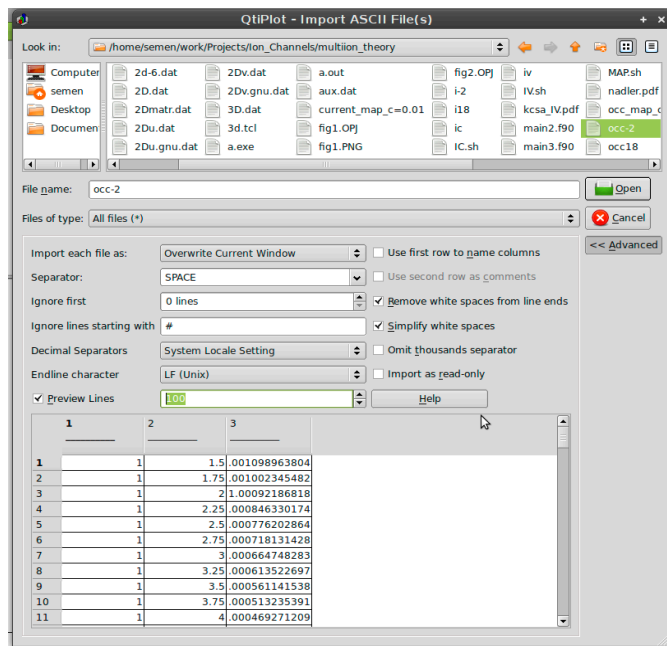 QtiPlot - Import ASCII File(s)
Look in: /home/semen/work/Projects/Ion_Channels/multiion_theory
Computer 2d-6.dat 2Dv.dat a.out fig2.OPJ iv MAP.sh
semen 2D.dat 2Dv.gnu.dat aux.dat i-2 IV.sh nadler.pdf
Desktop 2Dmatr.dat 3D.dat current_map_c=0.01 i18 kcsa_IV.pdf occ_map_c
Documen 2Du.dat 3d.tcl fig1.OPJ ic main2.f90 occ-2
2Du.gnu.dat a.exe fig1.PNG IC.sh main3.f90 occ18
File name: occ-2 Open
Files of type: All files (*) Cancel
<< Advanced
Import each file as: Overwrite Current Window Use first row to name columns
Separator: SPACE Use second row as comments
Ignore first 0 lines Remove white spaces from line ends
Ignore lines starting with # Simplify white spaces
Decimal Separators System Locale Setting Omit thousands separator
Endline character LF (Unix) Import as read-only
Preview Lines 100 Help
1 2 3
1 1 1.5 .001098963804
2 1 1.75 .001002345482
3 1 2 1.00092186818
4 1 2.25 .000846330174
5 1 2.5 .000776202864
6 1 2.75 .000718131428
7 1 3 .000664748283
8 1 3.25 .000613522697
9 1 3.5 .000561141538
10 1 3.75 .000513235391
11 1 4 .000469271209